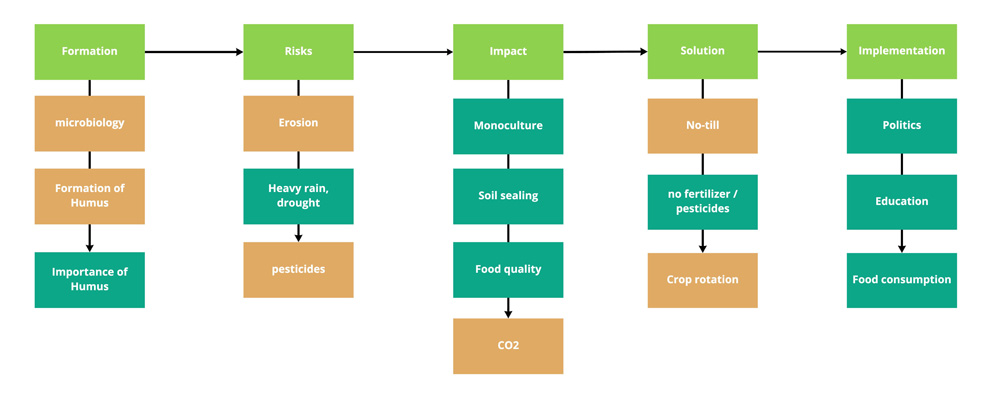 Formation
Risks
Impact
Solution
Implementation
microbiology
Erosion
Monoculture
No-till
Politics
Formation of
Humus
Heavy rain,
drought
Soil sealing
no fertilizer /
pesticides
Education
Importance of
Humus
pesticides
Food quality
Crop rotation
Food consumption
CO2